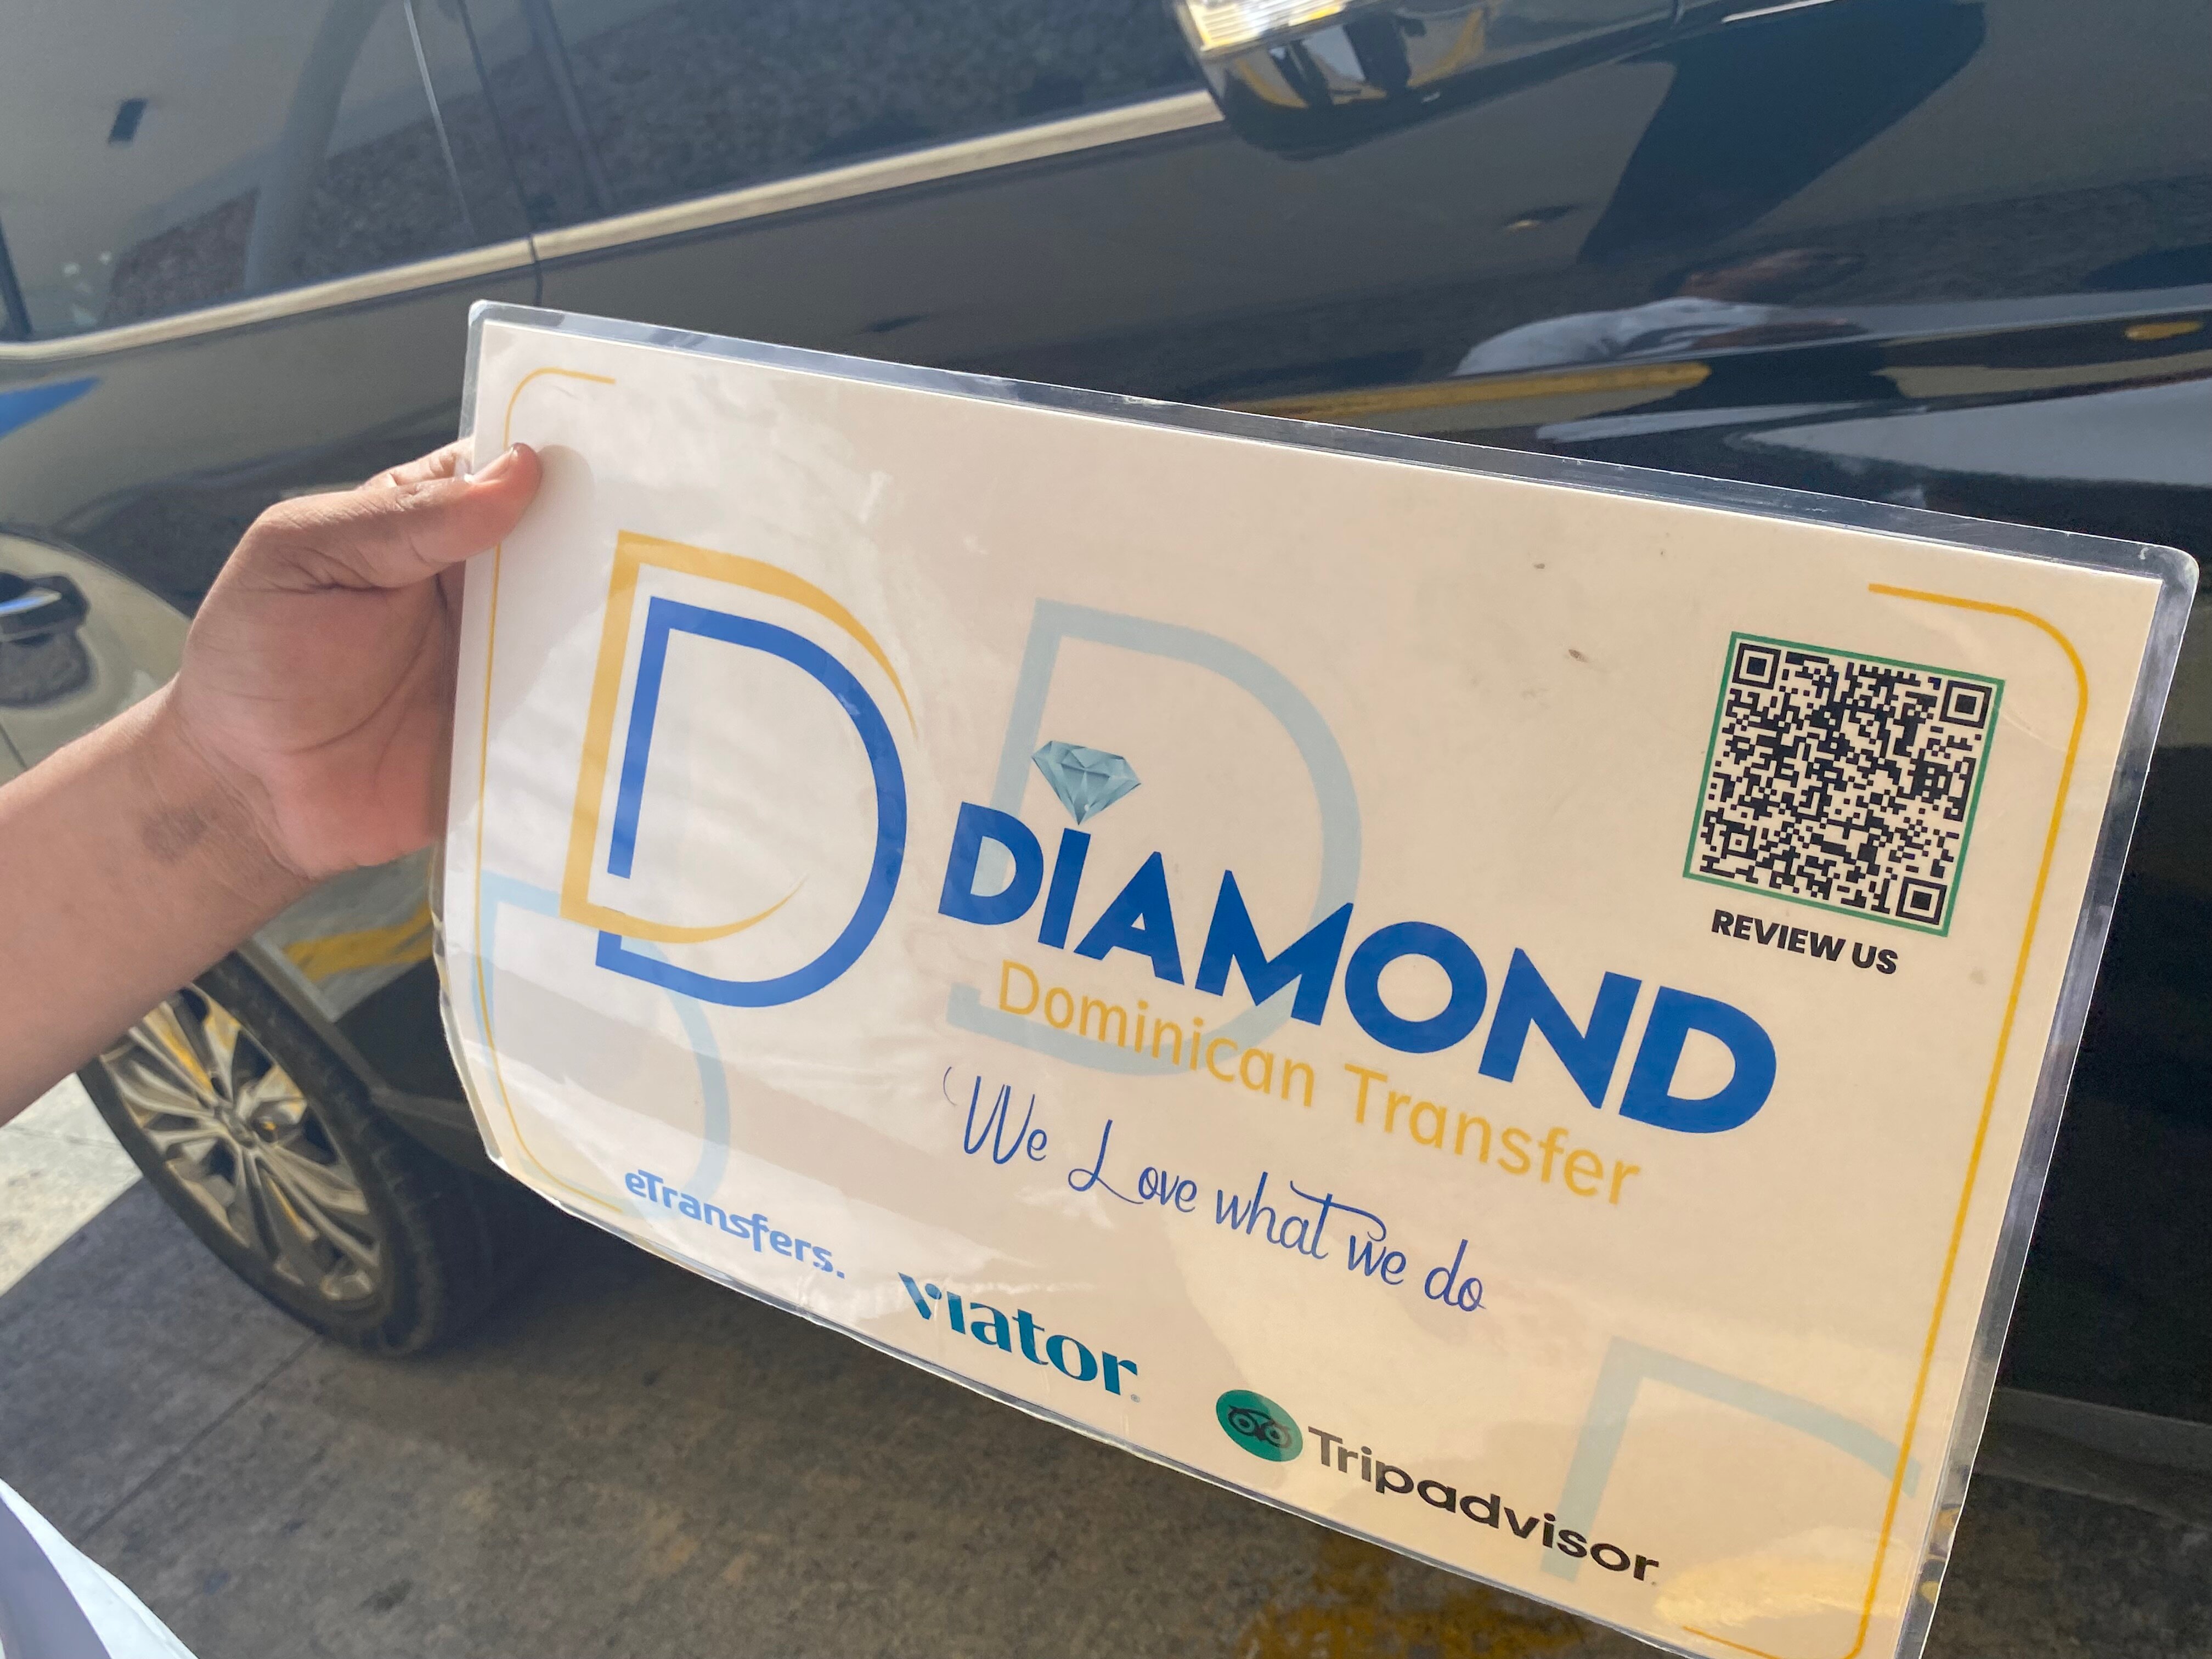 DIAMOND
Dominican Transfer
We Love what we do
REVIEW US
eTransfers.
viator
Tripadvisor